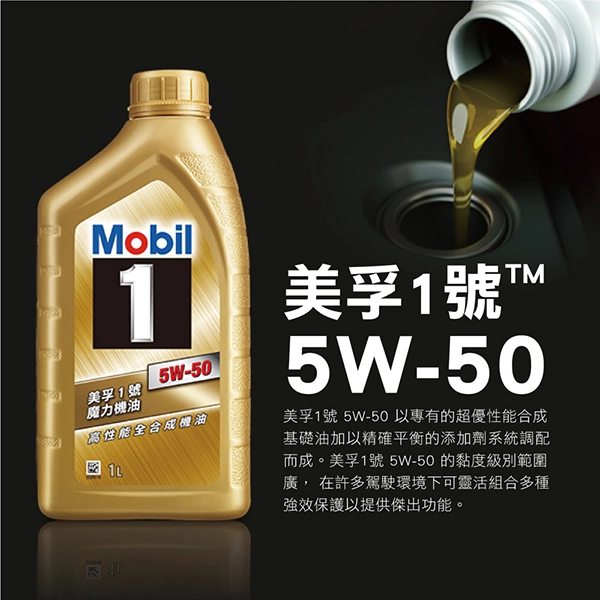 Mobil
1
5W-50
美孚1號
魔力機油
高性能全合成機油
1L
美孚1號™
5W-50
美孚1號 5W-50 以專有的超優性能合成
基礎油加以精確平衡的添加劑系統調配
而成。美孚1號 5W-50 的黏度級別範圍
廣， 在許多駕駛環境下可靈活組合多種
強效保護以提供傑出功能。